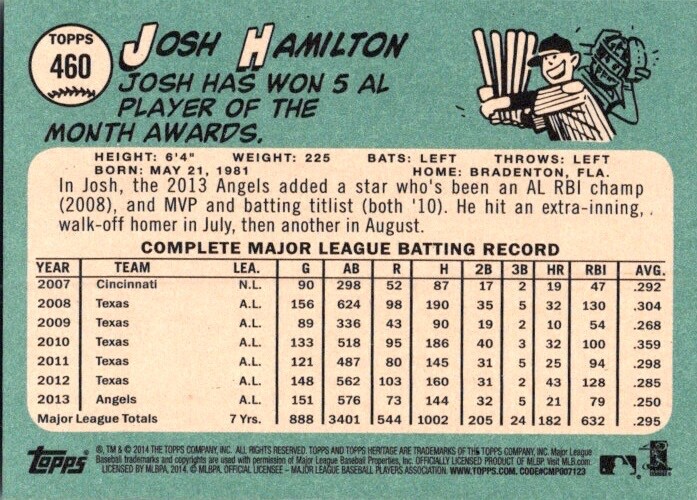 TOPPS
460
JOSH HAMILTON
JOSH HAS WON 5 AL
PLAYER OF THE
MONTH AWARDS.
HEIGHT: 6'4" WEIGHT: 225 BATS: LEFT THROWS: LEFT
BORN: MAY 21, 1981 HOME: BRADENTON, FLA.
In Josh, the 2013 Angels added a star who's been an AL RBI champ
(2008), and MVP and batting titlist (both '10). He hit an extra-inning,
walk-off homer in July, then another in August.
COMPLETE MAJOR LEAGUE BATTING RECORD
YEAR TEAM LEA. G AB R H 2B 3B HR RBI AVG.
2007 Cincinnati N.L. 90 298 52 87 17 2 19 47 .292
2008 Texas A.L. 156 624 98 190 35 5 32 130 .304
2009 Texas A.L. 89 336 43 90 19 2 10 54 .268
2010 Texas A.L. 133 518 95 186 40 3 32 100 .359
2011 Texas A.L. 121 487 80 145 31 5 25 94 .298
2012 Texas A.L. 148 562 103 160 31 2 43 128 .285
2013 Angels A.L. 151 576 73 144 32 5 21 79 .250
Major League Totals 7 Yrs. 888 3401 544 1002 205 24 182 632 .295
topps
®, TM & © 2014 THE TOPPS COMPANY, INC. ALL RIGHTS RESERVED. TOPPS AND TOPPS HERITAGE ARE TRADEMARKS OF THE TOPPS COMPANY, INC. Major League
Baseball trademarks and copyrights are used with permission of Major League Baseball Properties, Inc. OFFICIALLY LICENSED PRODUCT OF MLBP. Visit MLB.com.
LICENSED BY MLBPA, 2014. © MLBPA, OFFICIAL LICENSEE - MAJOR LEAGUE BASEBALL PLAYERS ASSOCIATION. WWW.TOPPS.COM. CODE#CMP007123